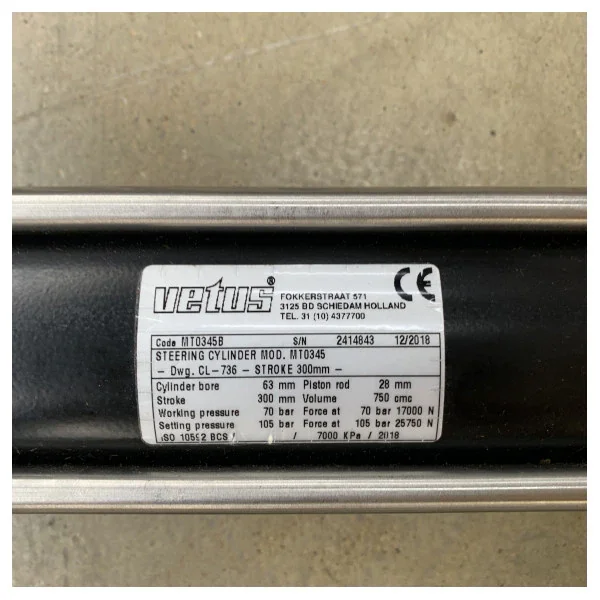 vetus®
FOKKERSTRAAT 571
3125 BD SCHIEDAM HOLLAND
TEL. 31 (10) 4377700
CE
Code MT0345B S/N 2414843 12/2018
STEERING CYLINDER MOD. MT0345
- Dwg. CL-736 - STROKE 300mm -
Cylinder bore 63 mm Piston rod 28 mm
Stroke 300 mm Volume 750 cmc
Working pressure 70 bar Force at 70 bar 17000 N
Setting pressure 105 bar Force at 105 bar 25750 N
ISO 10592 BCS / / 7000 KPa / 2018